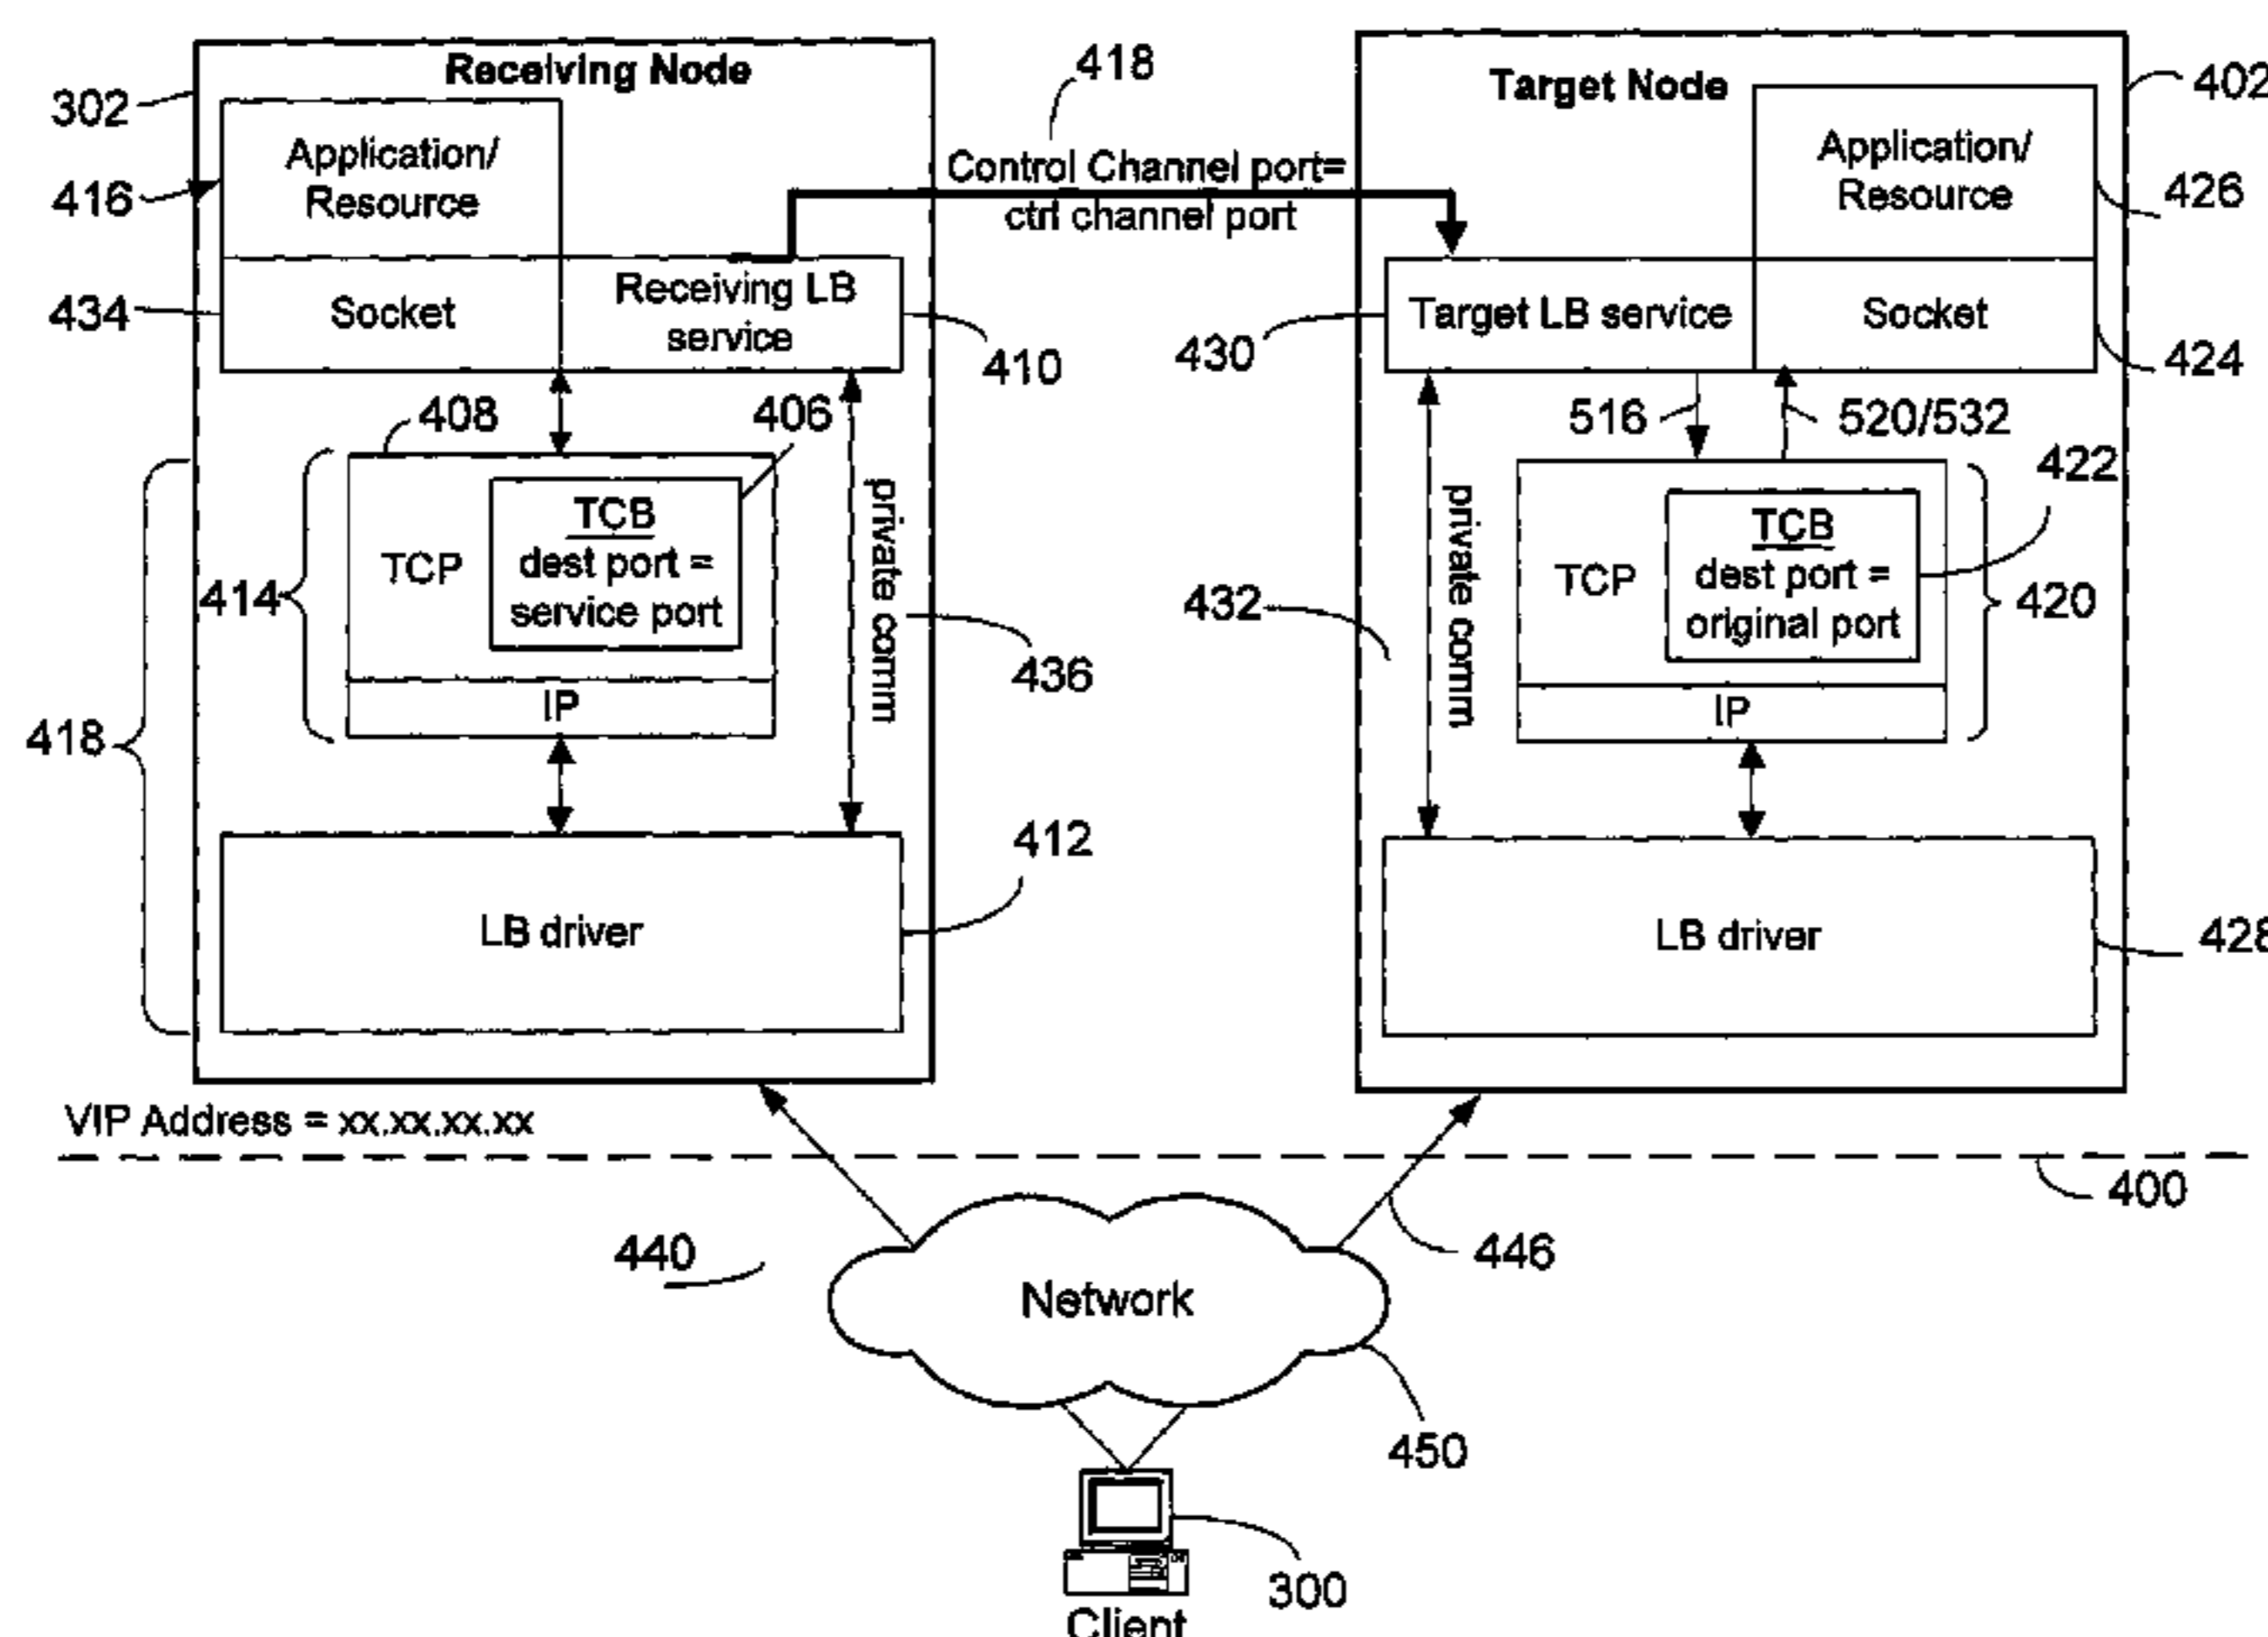 Receiving Node
302
Application/
Resource
416
434
Socket
Receiving LB
service
410
418
Control Channel port=
ctrl channel port
Target Node
402
Application/
Resource
426
430
Target LB service
Socket
424
408
406
516
520/532
TCB
dest port =
service port
TCP
IP
414
418
private comm
436
432
private comm
TCP
TCB
dest port =
original port
IP
422
420
LB driver
412
LB driver
428
VIP Address = xx.xx.xx.xx
400
440
446
Network
450
300
Client